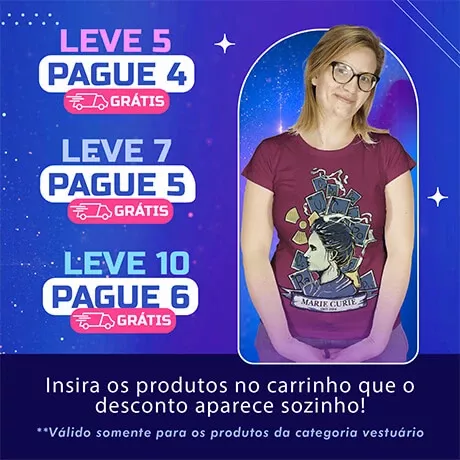 LEVE 5
PAGUE 4
GRÁTIS
LEVE 7
PAGUE 5
GRÁTIS
LEVE 10
PAGUE 6
GRÁTIS
MARIE CURIE
Insira os produtos no carrinho que o
desconto aparece sozinho!
**Válido somente para os produtos da categoria vestuário